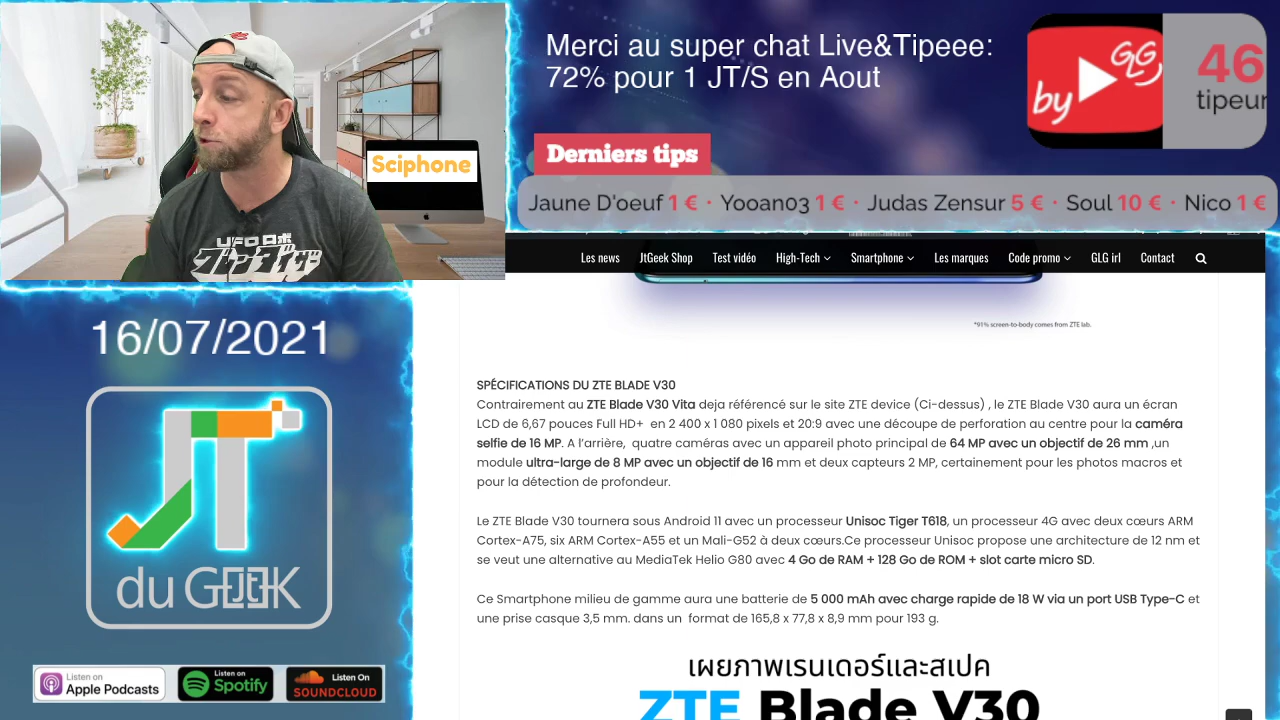 Merci au super chat Live&Tipeee:
72% pour 1 JT/S en Aout
by GLG
46
tipeur
Derniers tips
Jaune D'oeuf 1 € · Yooan03 1 € · Judas Zensur 5 € · Soul 10 € · Nico 1 €
Sciphone
UFOロボ
Les news JtGeek Shop Test vidéo High-Tech Smartphone Les marques Code promo GLG irl Contact
*91% screen-to-body comes from ZTE lab.
16/07/2021
JT
du GEEK
Listen on
Apple Podcasts
Listen on
Spotify
Listen On
SOUNDCLOUD
SPÉCIFICATIONS DU ZTE BLADE V30
Contrairement au ZTE Blade V30 Vita deja référencé sur le site ZTE device (Ci-dessus) , le ZTE Blade V30 aura un écran
LCD de 6,67 pouces Full HD+ en 2 400 x 1 080 pixels et 20:9 avec une découpe de perforation au centre pour la caméra
selfie de 16 MP. A l’arrière, quatre caméras avec un appareil photo principal de 64 MP avec un objectif de 26 mm ,un
module ultra-large de 8 MP avec un objectif de 16 mm et deux capteurs 2 MP, certainement pour les photos macros et
pour la détection de profondeur.
Le ZTE Blade V30 tournera sous Android 11 avec un processeur Unisoc Tiger T618, un processeur 4G avec deux cœurs ARM
Cortex-A75, six ARM Cortex-A55 et un Mali-G52 à deux cœurs.Ce processeur Unisoc propose une architecture de 12 nm et
se veut une alternative au MediaTek Helio G80 avec 4 Go de RAM + 128 Go de ROM + slot carte micro SD.
Ce Smartphone milieu de gamme aura une batterie de 5 000 mAh avec charge rapide de 18 W via un port USB Type-C et
une prise casque 3,5 mm. dans un format de 165,8 x 77,8 x 8,9 mm pour 193 g.
เผยภาพเรนเดอร์และสเปค
ZTE Blade V30